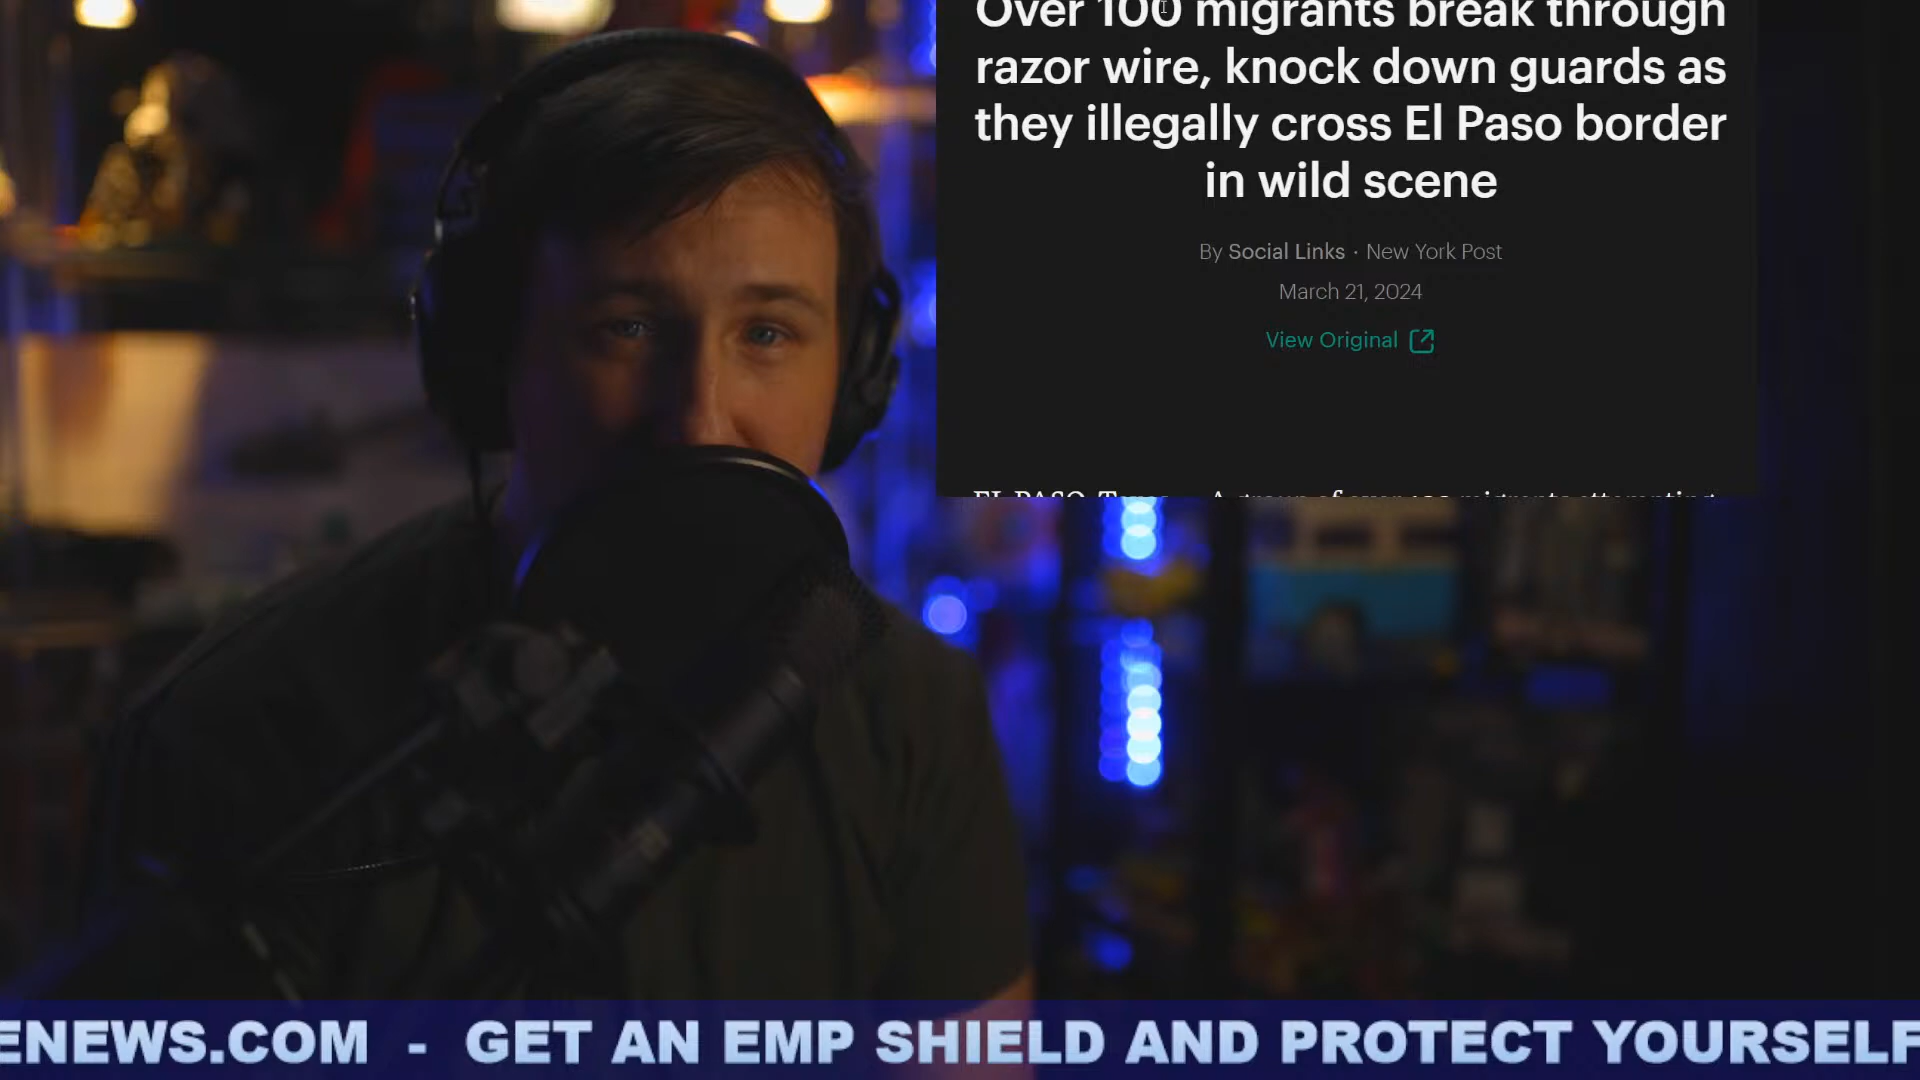 Over 100 migrants break through
razor wire, knock down guards as
they illegally cross El Paso border
in wild scene
By Social Links · New York Post
March 21, 2024
View Original
ENEWS.COM - GET AN EMP SHIELD AND PROTECT YOURSELF